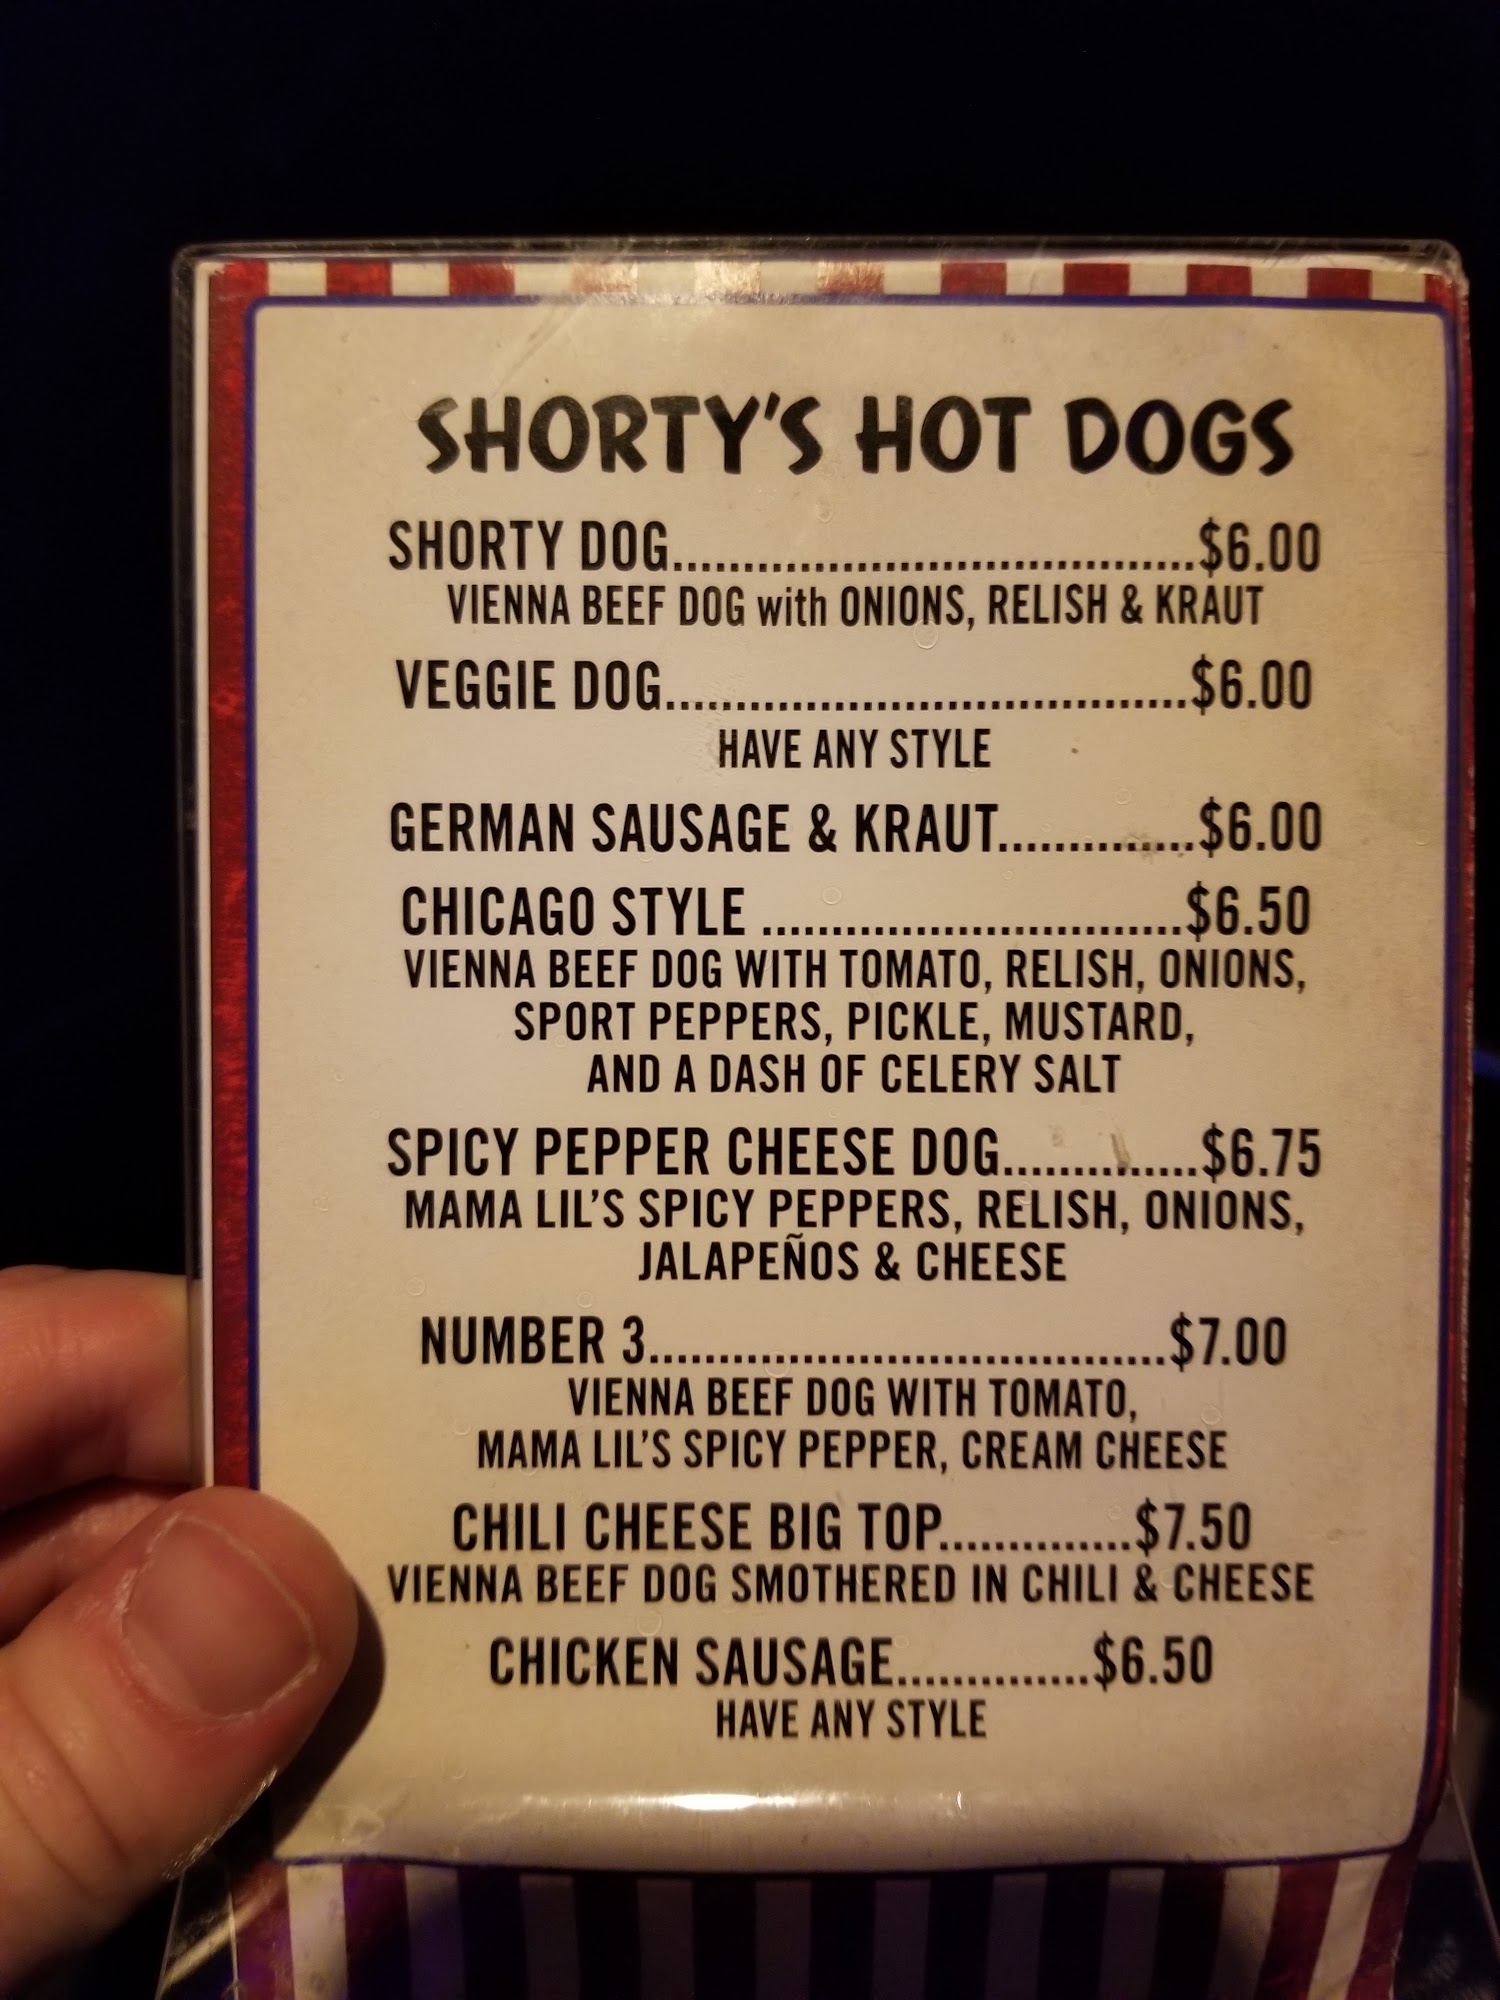 SHORTY'S HOT DOGS
SHORTY DOG.....................................$6.00
VIENNA BEEF DOG with ONIONS, RELISH & KRAUT
VEGGIE DOG.....................................$6.00
HAVE ANY STYLE
GERMAN SAUSAGE & KRAUT..............$6.00
CHICAGO STYLE ..............................$6.50
VIENNA BEEF DOG WITH TOMATO, RELISH, ONIONS,
SPORT PEPPERS, PICKLE, MUSTARD,
AND A DASH OF CELERY SALT
SPICY PEPPER CHEESE DOG..............$6.75
MAMA LIL'S SPICY PEPPERS, RELISH, ONIONS,
JALAPEÑOS & CHEESE
NUMBER 3.....................................$7.00
VIENNA BEEF DOG WITH TOMATO,
MAMA LIL'S SPICY PEPPER, CREAM CHEESE
CHILI CHEESE BIG TOP..............$7.50
VIENNA BEEF DOG SMOTHERED IN CHILI & CHEESE
CHICKEN SAUSAGE..............$6.50
HAVE ANY STYLE